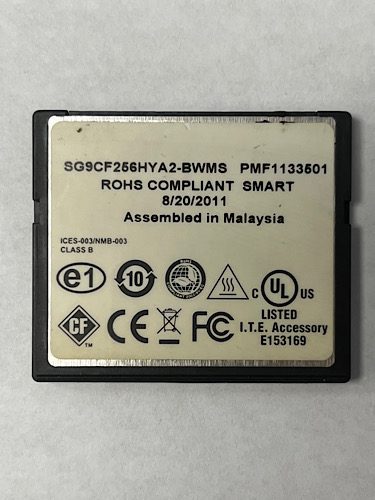 SG9CF256HYA2-BWMS PMF1133501
ROHS COMPLIANT SMART
8/20/2011
Assembled in Malaysia
ICES-003/NMB-003
CLASS B
e1 10 C UL US
LISTED
I.T.E. Accessory
E153169
CF TM CE FC